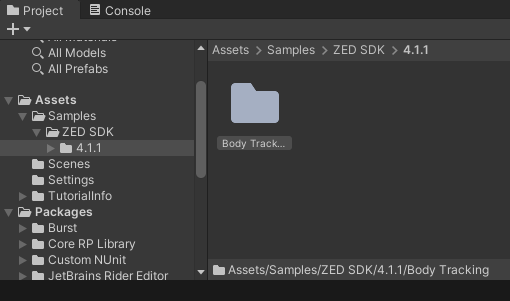 Project
Console
All Materials
All Models
All Prefabs
Assets
Samples
ZED SDK
4.1.1
Scenes
Settings
TutorialInfo
Packages
Burst
Core RP Library
Custom NUnit
JetBrains Rider Editor
Assets > Samples > ZED SDK > 4.1.1
Body Track...
Assets/Samples/ZED SDK/4.1.1/Body Tracking